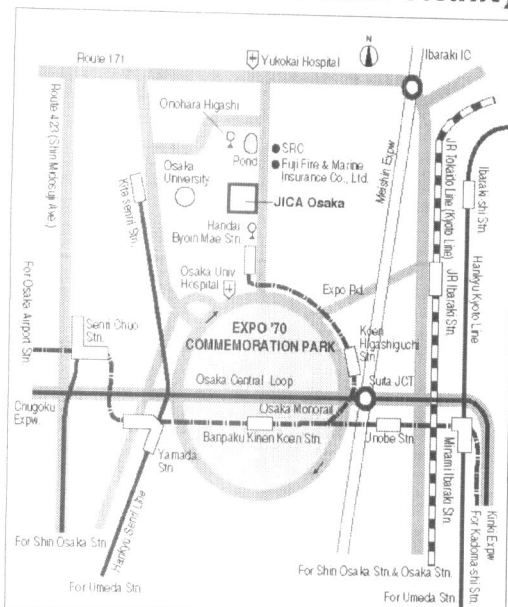 N
Route 171
Yukokai Hospital
Ibaraki IC
Route 423 (Shin Midosuji Ave.)
Onohara Higashi
Pond
SRC
Fuji Fire & Marine
Insurance Co., Ltd.
Osaka
University
JICA Osaka
Kita Senri Stn.
Handai
Byoin Mae Stn.
Osaka Univ
Hospital
Meishin Expw
JR Tokaido Line (Kyoto Line)
Ibaraki-shi Stn.
Hankyu Kyoto Line
JR Ibaraki Stn.
Expo Rd.
For Osaka Airport Stn.
Senri Chuo
Stn.
EXPO '70
COMMEMORATION PARK
Koen
Higashiguchi
Stn.
Osaka Central Loop
Suita JCT
Chugoku
Expw.
Osaka Monorail
Banpaku Kinen Koen Stn.
Unobe Stn.
Yamada
Stn.
Minami Ibaraki Stn.
Hankyu Senri Line
For Shin Osaka Stn.
For Umeda Stn.
For Shin Osaka Stn. & Osaka Stn.
For Umeda Stn.
For Kadoma-shi Stn.
Kinki Expw